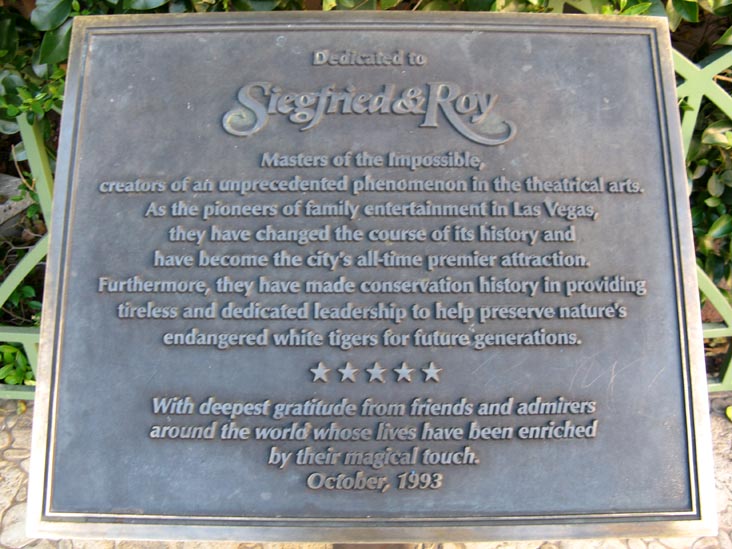 Dedicated to
Siegfried & Roy
Masters of the Impossible,
creators of an unprecedented phenomenon in the theatrical arts.
As the pioneers of family entertainment in Las Vegas,
they have changed the course of its history and
have become the city's all-time premier attraction.
Furthermore, they have made conservation history in providing
tireless and dedicated leadership to help preserve nature's
endangered white tigers for future generations.
With deepest gratitude from friends and admirers
around the world whose lives have been enriched
by their magical touch.
October, 1993